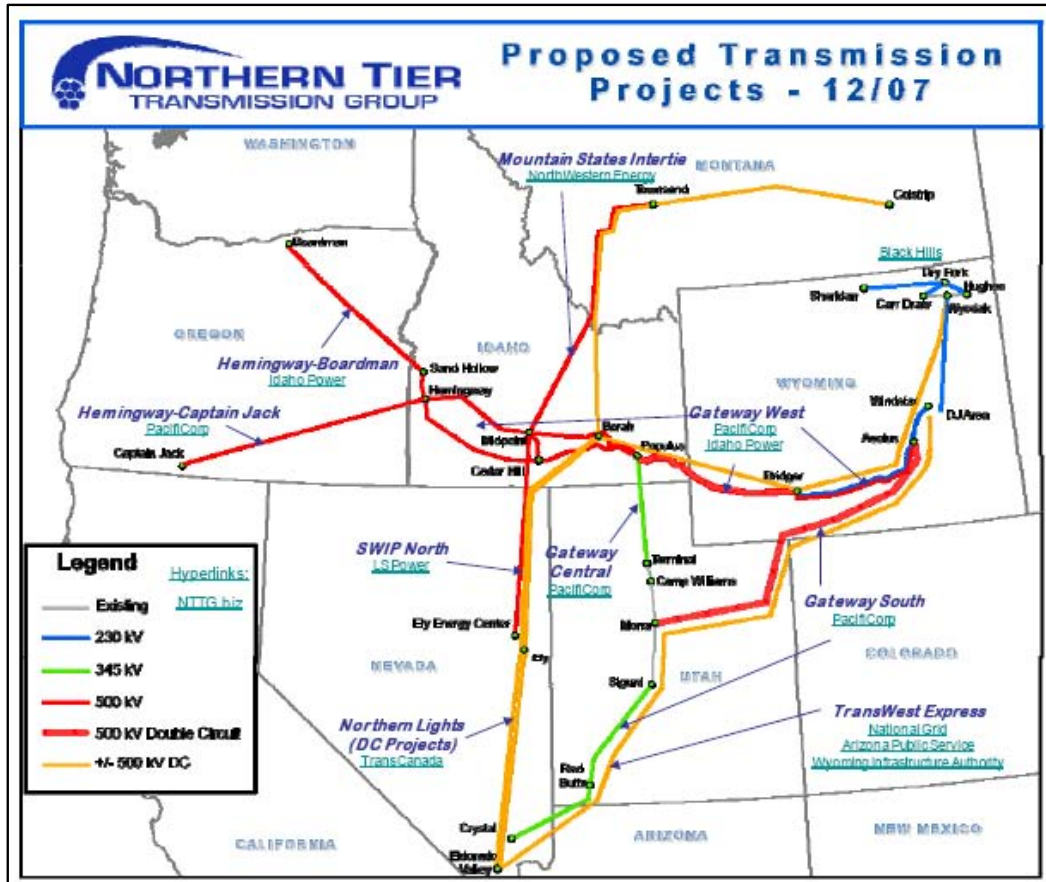 NORTHERN TIER
TRANSMISSION GROUP
Proposed Transmission
Projects - 12/07
WASHINGTON
Mountain States Intertie
NorthWestern Energy
MONTANA
Townsend
Colstrip
Boardman
Black Hills
Dry Fork
Hughes
Sheridan
Carr Draw
Wyodak
OREGON
IDAHO
Hemingway-Boardman
Idaho Power
Sand Hollow
Hemingway
WYOMING
Windstar
DJ Area
Hemingway-Captain Jack
PacifiCorp
Gateway West
PacifiCorp
Idaho Power
Captain Jack
Midpoint
Borah
Populus
Aeolus
Cedar Hill
Bridger
Legend
Hyperlinks:
NTTG.biz
Existing
230 kV
345 kV
500 kV
500 kV Double Circuit
+/- 500 kV DC
SWIP North
LS Power
Gateway
Central
PacifiCorp
Terminal
Camp Williams
Mona
Gateway South
PacifiCorp
Ely Energy Center
Ely
NEVADA
COLORADO
Sigurd
UTAH
Northern Lights
(DC Projects)
TransCanada
TransWest Express
National Grid
Arizona Public Service
Wyoming Infrastructure Authority
Red
Butte
Crystal
Eldorado
Valley
CALIFORNIA
ARIZONA
NEW MEXICO